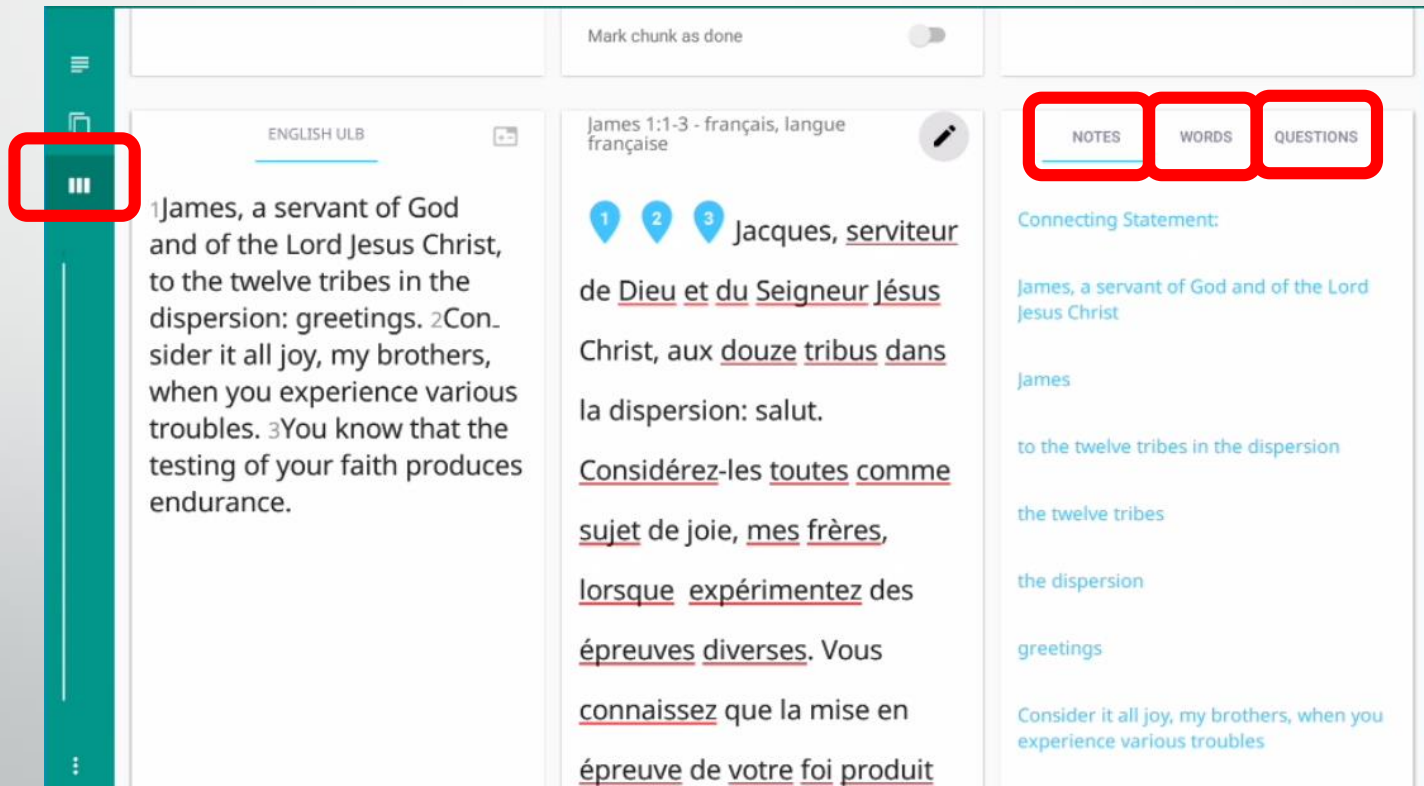 Mark chunk as done
ENGLISH ULB
1James, a servant of God
and of the Lord Jesus Christ,
to the twelve tribes in the
dispersion: greetings. 2Con_
sider it all joy, my brothers,
when you experience various
troubles. 3You know that the
testing of your faith produces
endurance.
James 1:1-3 - français, langue
française
1 2 3 Jacques, serviteur
de Dieu et du Seigneur Jésus
Christ, aux douze tribus dans
la dispersion: salut.
Considérez-les toutes comme
sujet de joie, mes frères,
lorsque expérimentez des
épreuves diverses. Vous
connaissez que la mise en
épreuve de votre foi produit
NOTES WORDS QUESTIONS
Connecting Statement:
James, a servant of God and of the Lord
Jesus Christ
James
to the twelve tribes in the dispersion
the twelve tribes
the dispersion
greetings
Consider it all joy, my brothers, when you
experience various troubles